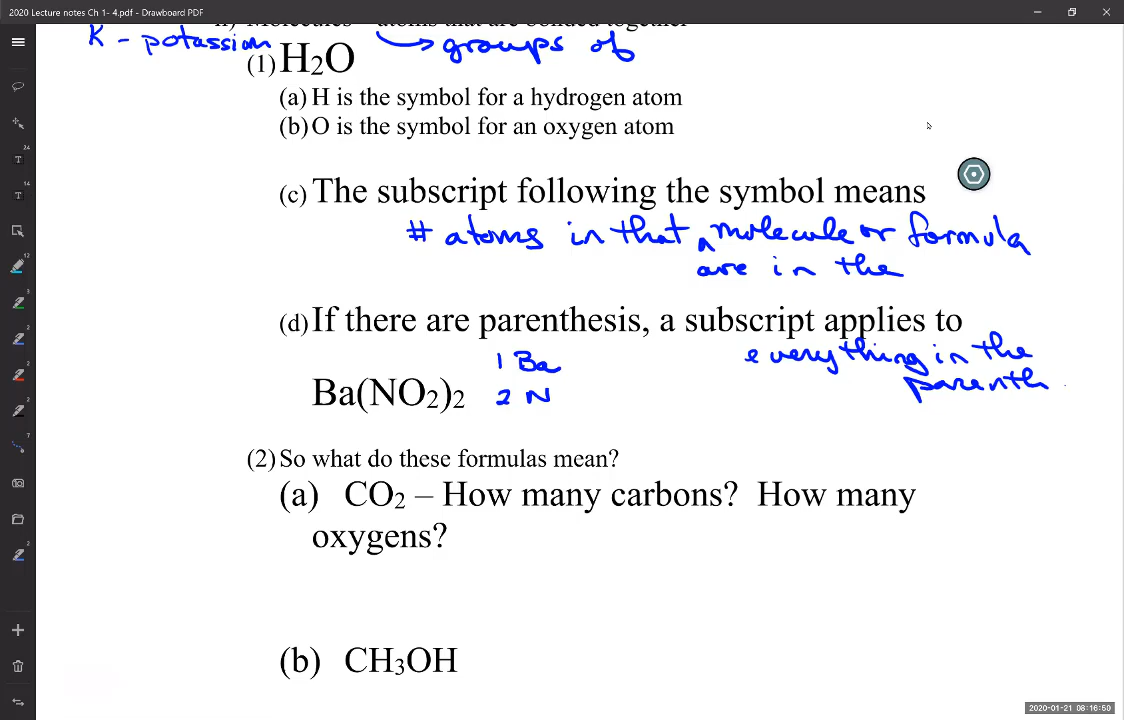 2020 Lecture notes Ch 1- 4.pdf - Drawboard PDF
K - potassium groups of
(1) H2O
(a) H is the symbol for a hydrogen atom
(b) O is the symbol for an oxygen atom
(c) The subscript following the symbol means
# atoms in that ^ molecule or formula
are in the
(d) If there are parenthesis, a subscript applies to
everything in the
parenth
1 Ba
Ba(NO2)2 2 N
(2) So what do these formulas mean?
(a) CO2 – How many carbons? How many
oxygens?
(b) CH3OH
2020-01-21 08:16:50